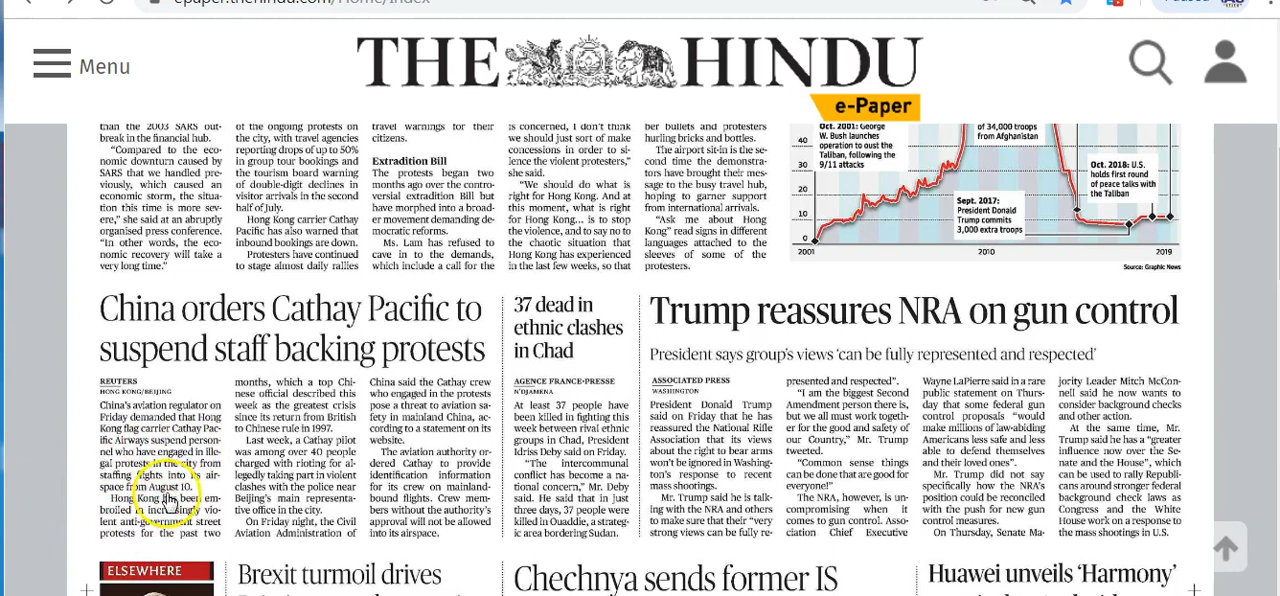 epaper.thehindu.com/Home/Index
Paused
Menu
THE HINDU
e-Paper
than the 2003 SARS out-
break in the financial hub.
“Compared to the eco-
nomic downturn caused by
SARS that we handled pre-
viously, which caused an
economic storm, the situa-
tion this time is more sev-
ere,” she said at an abruptly
organised press conference.
“In other words, the eco-
nomic recovery will take a
very long time.”
of the ongoing protests on
the city, with travel agencies
reporting drops of up to 50%
in group tour bookings and
the tourism board warning
of double-digit declines in
visitor arrivals in the second
half of July.
Hong Kong carrier Cathay
Pacific has also warned that
inbound bookings are down.
Protesters have continued
to stage almost daily rallies
travel warnings for their
citizens.
Extradition Bill
The protests began two
months ago over the contro-
versial extradition Bill but
have morphed into a broad-
er movement demanding de-
mocratic reforms.
Ms. Lam has refused to
cave in to the demands,
which include a call for the
is concerned, I don’t think
we should just sort of make
concessions in order to si-
lence the violent protesters,”
she said.
“We should do what is
right for Hong Kong. And at
this moment, what is right
for Hong Kong... is to stop
the violence, and to say no to
the chaotic situation that
Hong Kong has experienced
in the last few weeks, so that
ber bullets and protesters
hurling bricks and bottles.
The airport sit-in is the se-
cond time the demonstra-
tors have brought their mes-
sage to the busy travel hub,
hoping to garner support
from international arrivals.
“Ask me about Hong
Kong” read signs in different
languages attached to the
sleeves of some of the
protesters.
Oct. 2001: George
W. Bush launches
operation to oust the
Taliban, following the
9/11 attacks
of 34,000 troops
from Afghanistan
Oct. 2018: U.S.
holds first round
of peace talks with
the Taliban
Sept. 2017:
President Donald
Trump commits
3,000 extra troops
40
30
20
10
0
2001
2010
2019
Source: Graphic News
China orders Cathay Pacific to
suspend staff backing protests
REUTERS
HONG KONG/BEIJING
China’s aviation regulator on
Friday demanded that Hong
Kong flag carrier Cathay Pac-
ific Airways suspend person-
nel who have engaged in ille-
gal protests in the city from
staffing flights into its air-
space from August 10.
Hong Kong has been em-
broiled in increasingly vio-
lent anti-government street
protests for the past two
months, which a top Chi-
nese official described this
week as the greatest crisis
since its return from British
to Chinese rule in 1997.
Last week, a Cathay pilot
was among over 40 people
charged with rioting for al-
legedly taking part in violent
clashes with the police near
Beijing’s main representa-
tive office in the city.
On Friday night, the Civil
Aviation Administration of
China said the Cathay crew
who engaged in the protests
pose a threat to aviation sa-
fety in mainland China, ac-
cording to a statement on its
website.
The aviation authority or-
dered Cathay to provide
identification information
for its crew on mainland-
bound flights. Crew mem-
bers without the authority’s
approval will not be allowed
into its airspace.
37 dead in
ethnic clashes
in Chad
AGENCE FRANCE-PRESSE
N’DJAMENA
At least 37 people have
been killed in fighting this
week between rival ethnic
groups in Chad, President
Idriss Deby said on Friday.
“The intercommunal
conflict has become a na-
tional concern,” Mr. Deby
said. He said that in just
three days, 37 people were
killed in Ouaddie, a strateg-
ic area bordering Sudan.
Trump reassures NRA on gun control
President says group’s views ‘can be fully represented and respected’
ASSOCIATED PRESS
WASHINGTON
President Donald Trump
said on Friday that he has
reassured the National Rifle
Association that its views
about the right to bear arms
won’t be ignored in Washing-
ton’s response to recent
mass shootings.
Mr. Trump said he is talk-
ing with the NRA and others
to make sure that their “very
strong views can be fully re-
presented and respected”.
“I am the biggest Second
Amendment person there is,
but we all must work togeth-
er for the good and safety of
our Country,” Mr. Trump
tweeted.
“Common sense things
can be done that are good for
everyone!”
The NRA, however, is un-
compromising when it
comes to gun control. Asso-
ciation Chief Executive
Wayne LaPierre said in a rare
public statement on Thurs-
day that some federal gun
control proposals “would
make millions of law-abiding
Americans less safe and less
able to defend themselves
and their loved ones”.
Mr. Trump did not say
specifically how the NRA’s
position could be reconciled
with the push for new gun
control measures.
On Thursday, Senate Ma-
jority Leader Mitch McCon-
nell said he now wants to
consider background checks
and other action.
At the same time, Mr.
Trump said he has a “greater
influence now over the Se-
nate and the House”, which
can be used to rally Republi-
cans around stronger federal
background check laws as
Congress and the White
House work on a response to
the mass shootings in U.S.
ELSEWHERE
Brexit turmoil drives
Chechnya sends former IS
Huawei unveils ‘Harmony’